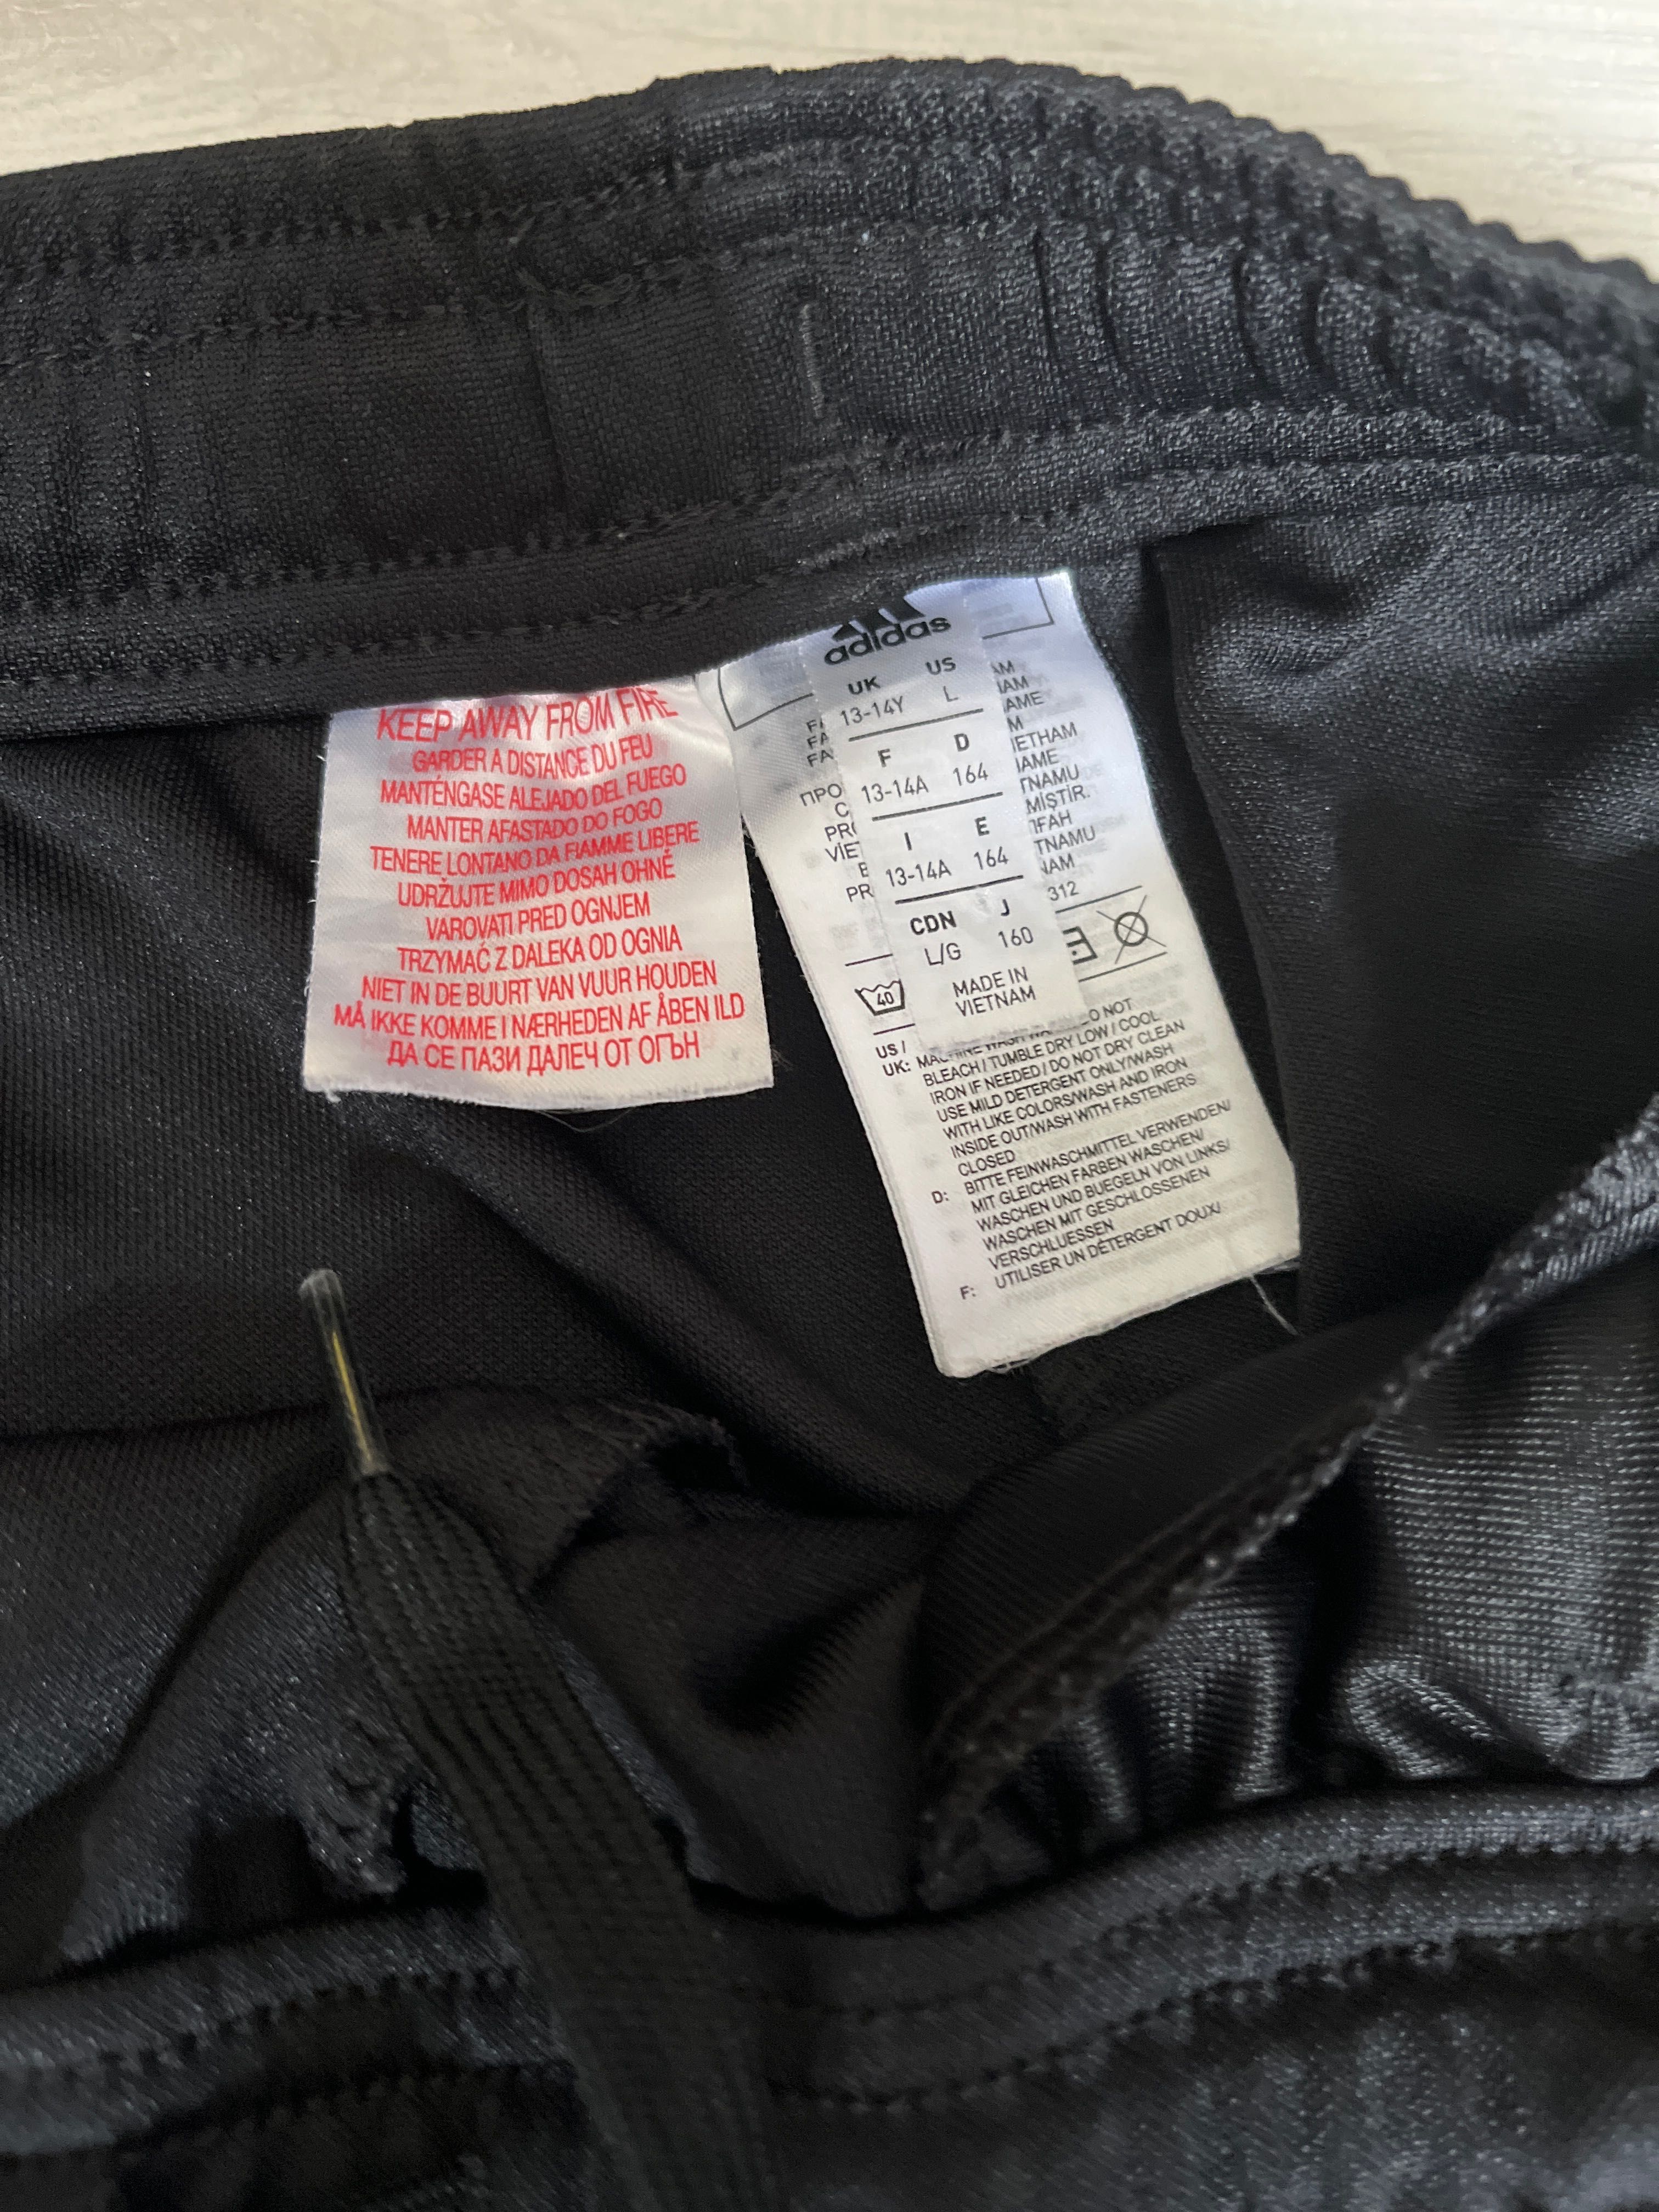 KEEP AWAY FROM FIRE
GARDER A DISTANCE DU FEU
MANTÉNGASE ALEJADO DEL FUEGO
MANTER AFASTADO DO FOGO
TENERE LONTANO DA FIAMME LIBERE
UDRŽUJTE MIMO DOSAH OHNĚ
VAROVATI PRED OGNJEM
TRZYMAĆ Z DALEKA OD OGNIA
NIET IN DE BUURT VAN VUUR HOUDEN
MÅ IKKE KOMME I NÆRHEDEN AF ÅBEN ILD
ДА СЕ ПАЗИ ДАЛЕЧ ОТ ОГЪН
adidas
UK US
13-14Y L
F D
13-14A 164
I E
13-14A 164
CDN J
L/G 160
MADE IN
VIETNAM
312
40
US /
UK: MACHINE WASH DO NOT
BLEACH / TUMBLE DRY LOW / COOL
IRON IF NEEDED / DO NOT DRY CLEAN
USE MILD DETERGENT ONLY/WASH
WITH LIKE COLORS/WASH AND IRON
INSIDE OUT/WASH WITH FASTENERS
CLOSED
D: BITTE FEINWASCHMITTEL VERWENDEN/
MIT GLEICHEN FARBEN WASCHEN/
WASCHEN UND BUEGELN VON LINKS/
WASCHEN MIT GESCHLOSSENEN
VERSCHLUESSEN
F: UTILISER UN DÉTERGENT DOUX/